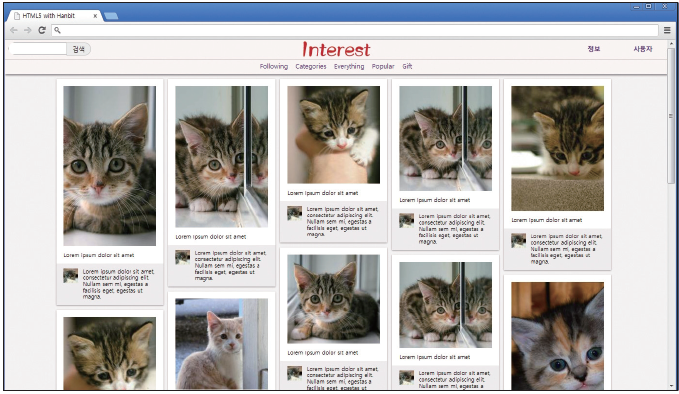 HTML5 with Hanbit
검색
Interest
정보
사용자
Following Categories Everything Popular Gift
Lorem ipsum dolor sit amet
Lorem ipsum dolor sit amet,
consectetur adipiscing elit.
Nullam sem mi, egestas a
facilisis eget, egestas ut
magna.
Lorem ipsum dolor sit amet
Lorem ipsum dolor sit amet,
consectetur adipiscing elit.
Nullam sem mi, egestas a
facilisis eget, egestas ut
magna.
Lorem ipsum dolor sit amet
Lorem ipsum dolor sit amet,
consectetur adipiscing elit.
Nullam sem mi, egestas a
facilisis eget, egestas ut
magna.
Lorem ipsum dolor sit amet
Lorem ipsum dolor sit amet,
consectetur adipiscing elit.
Nullam sem mi, egestas a
facilisis eget, egestas ut
magna.
Lorem ipsum dolor sit amet
Lorem ipsum dolor sit amet,
consectetur adipiscing elit.
Nullam sem mi, egestas a
facilisis eget, egestas ut
magna.
Lorem ipsum dolor sit amet
Lorem ipsum dolor sit amet,
consectetur adipiscing elit.
Nullam sem mi, egestas a
Lorem ipsum dolor sit amet
Lorem ipsum dolor sit amet,
consectetur adipiscing elit.